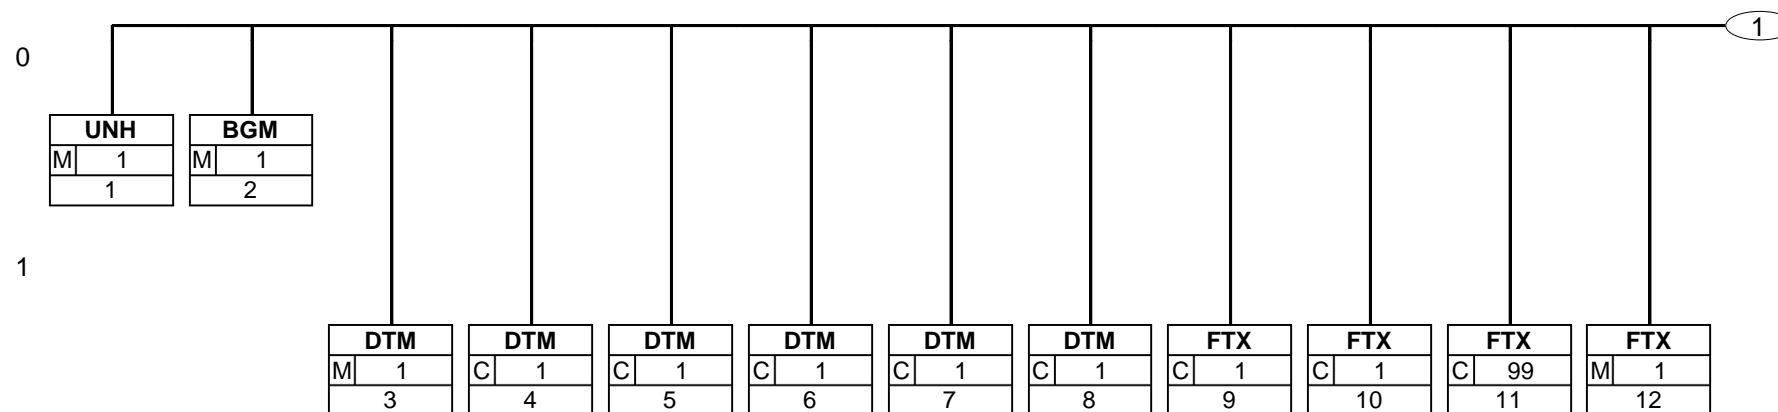 1
0
UNH BGM
M 1 M 1
1 2
1
DTM DTM DTM DTM DTM DTM FTX FTX FTX FTX
M 1 C 1 C 1 C 1 C 1 C 1 C 1 C 1 C 99 M 1
3 4 5 6 7 8 9 10 11 12